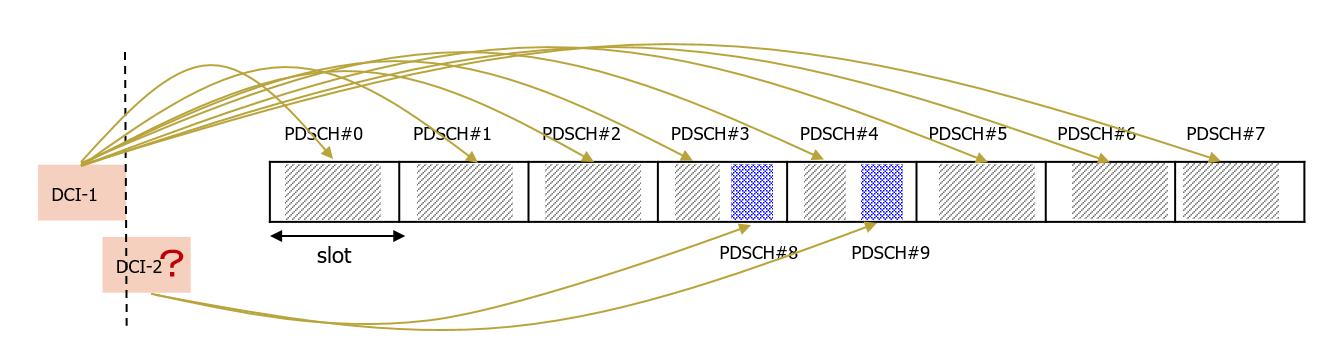 PDSCH#0 PDSCH#1 PDSCH#2 PDSCH#3 PDSCH#4 PDSCH#5 PDSCH#6 PDSCH#7
DCI-1
slot
PDSCH#8 PDSCH#9
DCI-2?